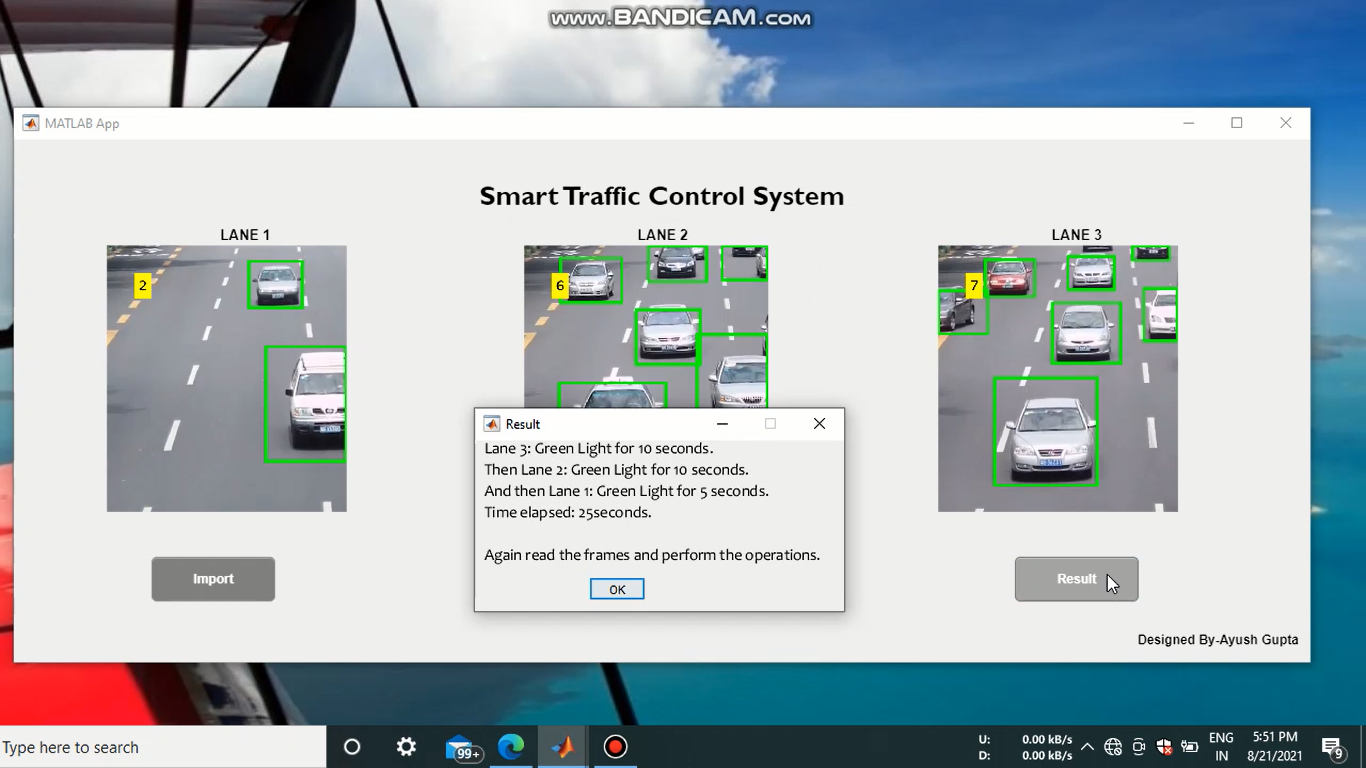 www.BANDICAM.com
MATLAB App
Smart Traffic Control System
LANE 1
LANE 2
LANE 3
2
6
7
Result
Lane 3: Green Light for 10 seconds.
Then Lane 2: Green Light for 10 seconds.
And then Lane 1: Green Light for 5 seconds.
Time elapsed: 25seconds.
Again read the frames and perform the operations.
OK
Import
Result
Designed By-Ayush Gupta
Type here to search
99+
U: 0.00 kB/s
D: 0.00 kB/s
ENG
IN
5:51 PM
8/21/2021
9